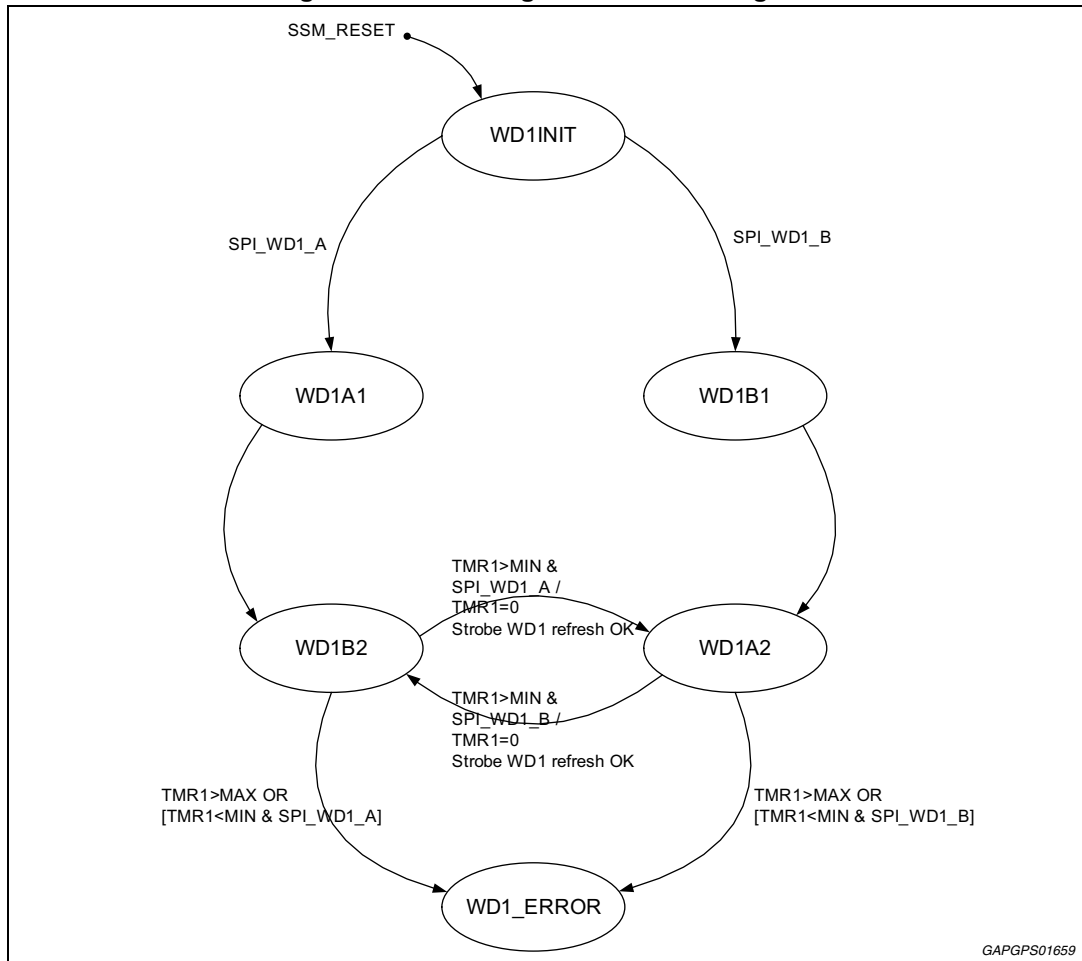 SSM_RESET
WD1INIT
SPI_WD1_A
SPI_WD1_B
WD1A1
WD1B1
TMR1>MIN &
SPI_WD1_A /
TMR1=0
Strobe WD1 refresh OK
WD1B2
WD1A2
TMR1>MIN &
SPI_WD1_B /
TMR1=0
Strobe WD1 refresh OK
TMR1>MAX OR
[TMR1<MIN & SPI_WD1_A]
TMR1>MAX OR
[TMR1<MIN & SPI_WD1_B]
WD1_ERROR
GAPGPS01659